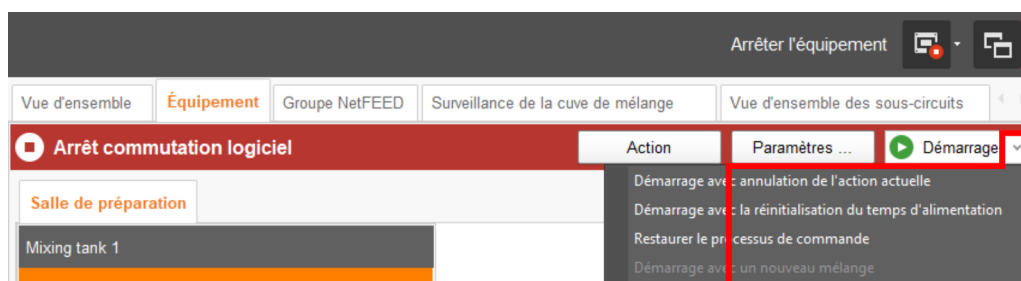 Arrêter l'équipement
Vue d'ensemble Équipement Groupe NetFEED Surveillance de la cuve de mélange Vue d'ensemble des sous-circuits
Arrêt commutation logiciel Action Paramètres ... Démarrage
Démarrage avec annulation de l'action actuelle
Salle de préparation
Démarrage avec la réinitialisation du temps d'alimentation
Restaurer le processus de commande
Mixing tank 1
Démarrage avec un nouveau mélange